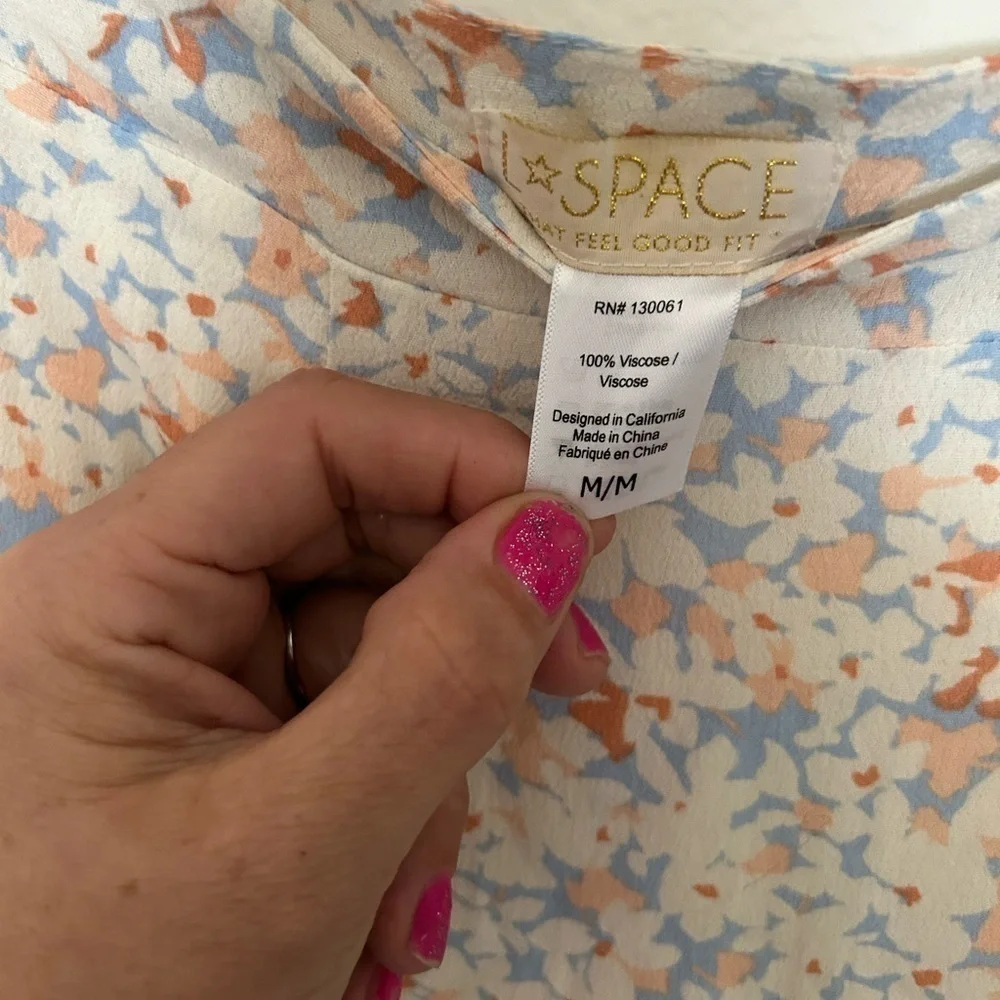 L☆SPACE
FEEL GOOD FIT
RN# 130061
100% Viscose /
Viscose
Designed in California
Made in China
Fabriqué en Chine
M/M